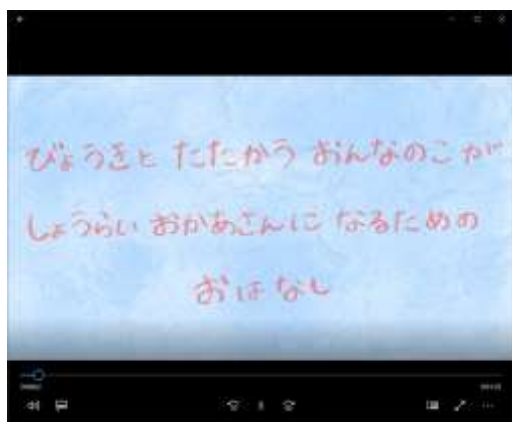 びょうきと たたかう おんなのこが
しょうらい おかあさんに なるための
おはなし